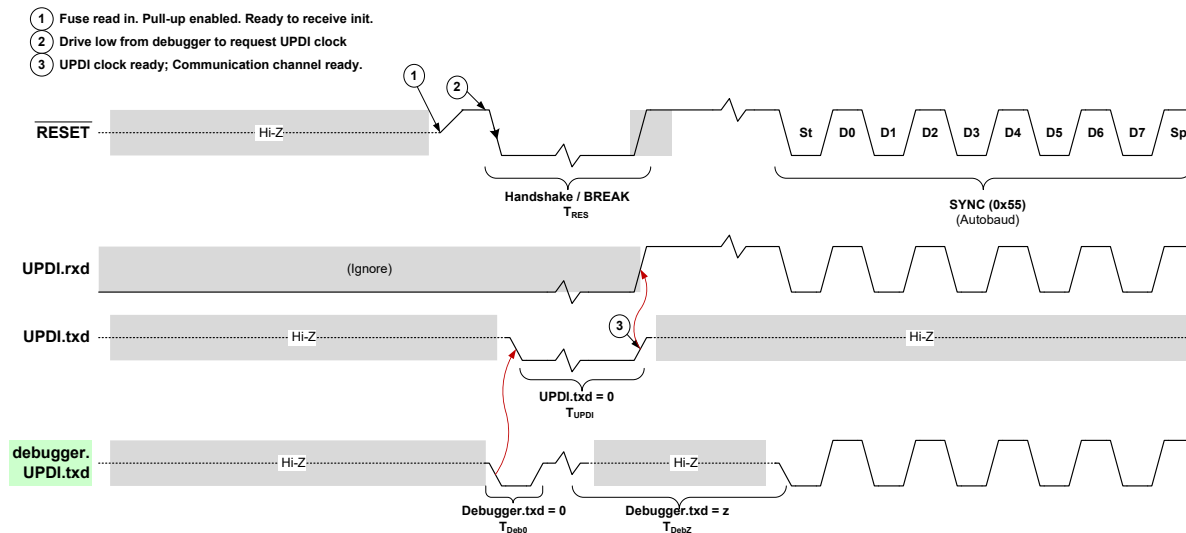 1 Fuse read in. Pull-up enabled. Ready to receive init.
2 Drive low from debugger to request UPDI clock
3 UPDI clock ready; Communication channel ready.
1
2
RESET
Hi-Z
St D0 D1 D2 D3 D4 D5 D6 D7 Sp
Handshake / BREAK
TRES
SYNC (0x55)
(Autobaud)
UPDI.rxd
(Ignore)
3
UPDI.txd
Hi-Z
Hi-Z
UPDI.txd = 0
TUPDI
debugger.
UPDI.txd
Hi-Z
Hi-Z
Debugger.txd = 0
TDeb0
Debugger.txd = z
TDebZ